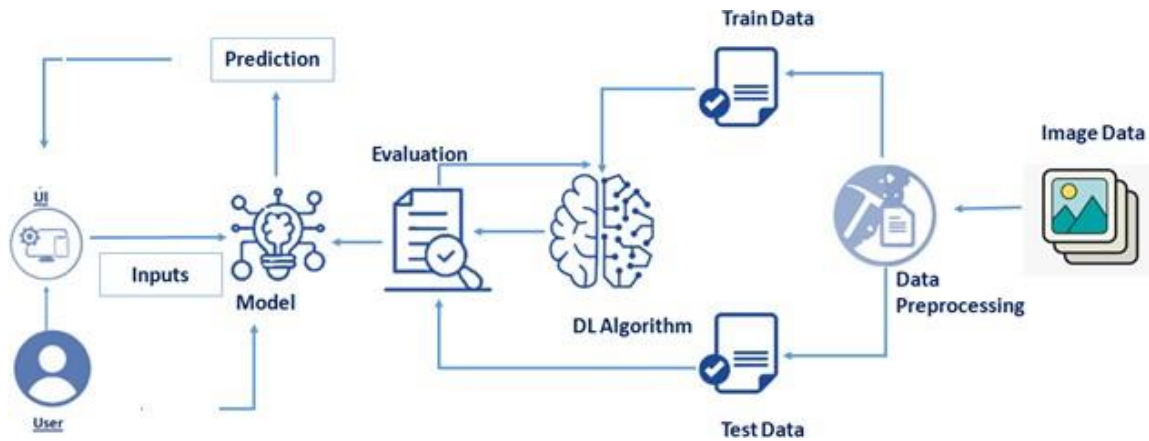 Train Data
Prediction
Image Data
Evaluation
UI
Inputs
Model
Data
Preprocessing
DL Algorithm
User
Test Data